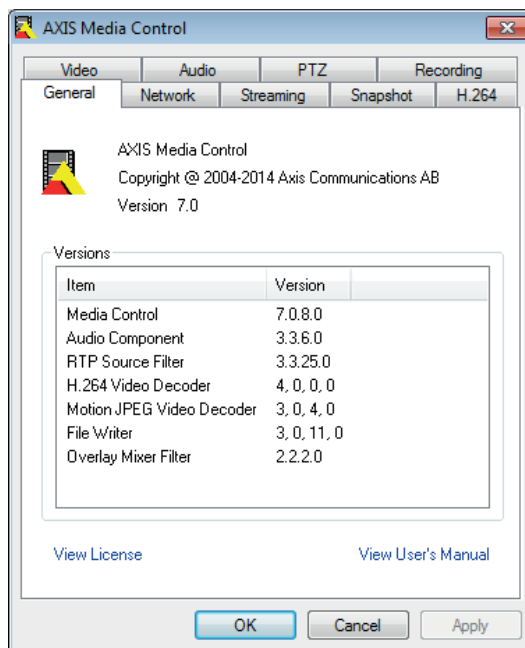 AXIS Media Control
Video Audio PTZ Recording
General Network Streaming Snapshot H.264
AXIS Media Control
Copyright @ 2004-2014 Axis Communications AB
Version 7.0
Versions
Item Version
Media Control 7.0.8.0
Audio Component 3.3.6.0
RTP Source Filter 3.3.25.0
H.264 Video Decoder 4, 0, 0, 0
Motion JPEG Video Decoder 3, 0, 4, 0
File Writer 3, 0, 11, 0
Overlay Mixer Filter 2.2.2.0
View License View User's Manual
OK Cancel Apply